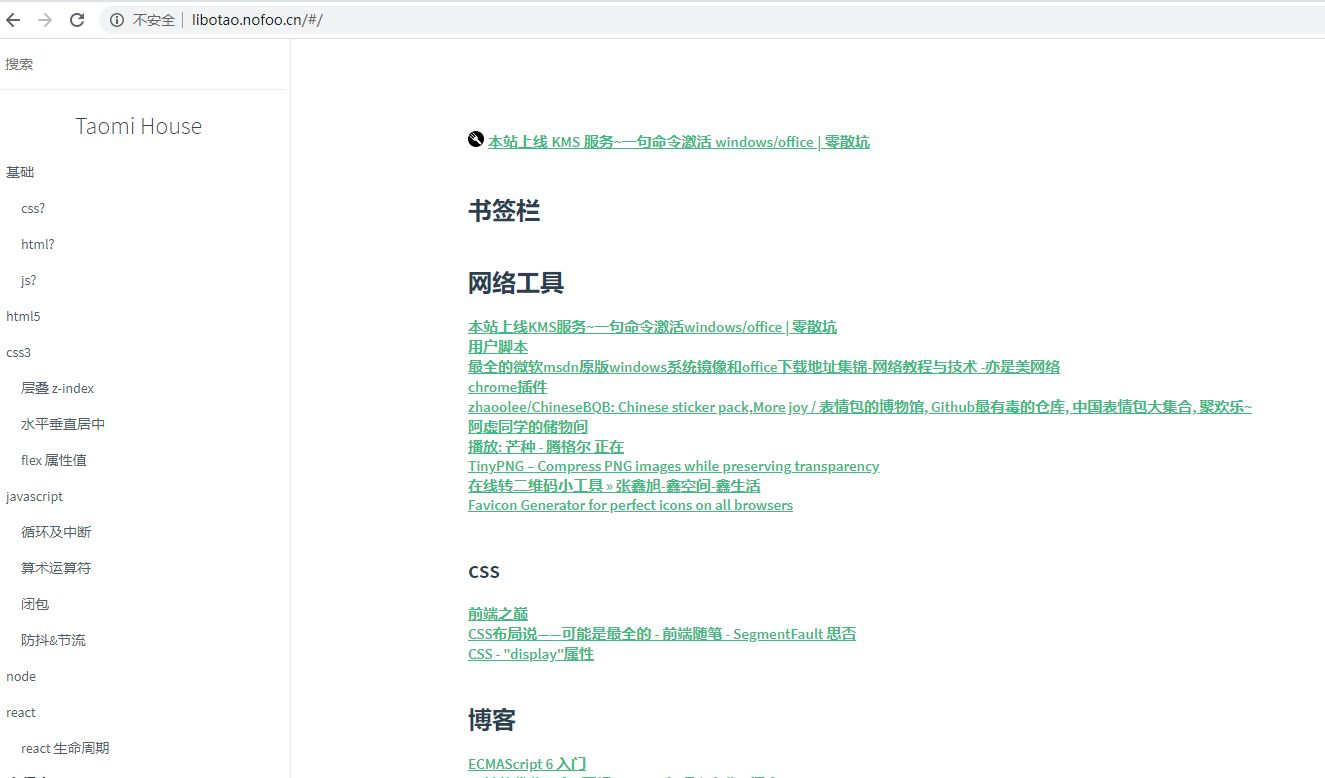 不安全 | libotao.nofoo.cn/#/
搜索
Taomi House
基础
css?
html?
js?
html5
css3
层叠 z-index
水平垂直居中
flex 属性值
javascript
循环及中断
算术运算符
闭包
防抖&节流
node
react
react 生命周期
本站上线 KMS 服务~一句命令激活 windows/office | 零散坑
书签栏
网络工具
本站上线KMS服务~一句命令激活windows/office | 零散坑
用户脚本
最全的微软msdn原版windows系统镜像和office下载地址集锦-网络教程与技术 -亦是美网络
chrome插件
zhaoolee/ChineseBQB: Chinese sticker pack,More joy / 表情包的博物馆, Github最有毒的仓库, 中国表情包大集合, 聚欢乐~
阿虚同学的储物间
播放: 芒种 - 腾格尔 正在
TinyPNG – Compress PNG images while preserving transparency
在线转二维码小工具 » 张鑫旭-鑫空间-鑫生活
Favicon Generator for perfect icons on all browsers
CSS
前端之巅
CSS布局说——可能是最全的 - 前端随笔 - SegmentFault 思否
CSS - "display"属性
博客
ECMAScript 6 入门